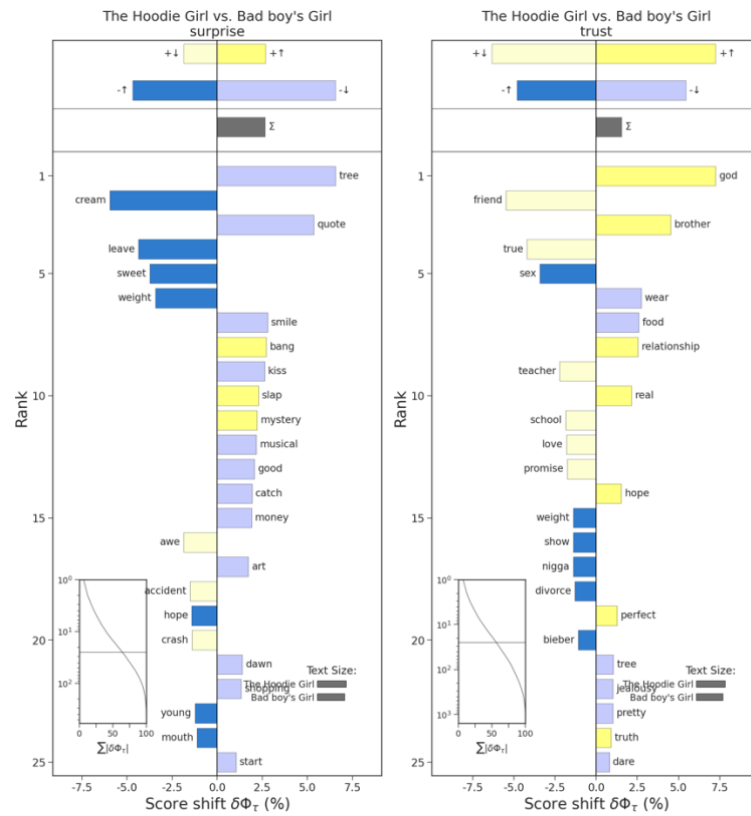 The Hoodie Girl vs. Bad boy's Girl
surprise
+↓
+↑
-↑
-↓
Σ
1
tree
cream
quote
leave
5
sweet
weight
smile
bang
kiss
10
slap
mystery
musical
good
catch
15
money
awe
art
accident
hope
20
crash
dawn
shopping
young
mouth
25
start
Rank
10⁰
10¹
10²
0
100
∑|δΦτ|
Text Size:
The Hoodie Girl
Bad boy's Girl
-7.5
-5.0
-2.5
0.0
2.5
5.0
7.5
Score shift δΦτ (%)
The Hoodie Girl vs. Bad boy's Girl
trust
+↓
+↑
-↑
-↓
Σ
1
god
friend
brother
true
5
sex
wear
food
relationship
teacher
10
real
school
love
promise
hope
15
weight
show
nigga
divorce
perfect
20
bieber
tree
jealousy
pretty
truth
25
dare
Rank
10⁰
10¹
10²
10³
0
100
∑|δΦτ|
Text Size:
The Hoodie Girl
Bad boy's Girl
-7.5
-5.0
-2.5
0.0
2.5
5.0
7.5
Score shift δΦτ (%)